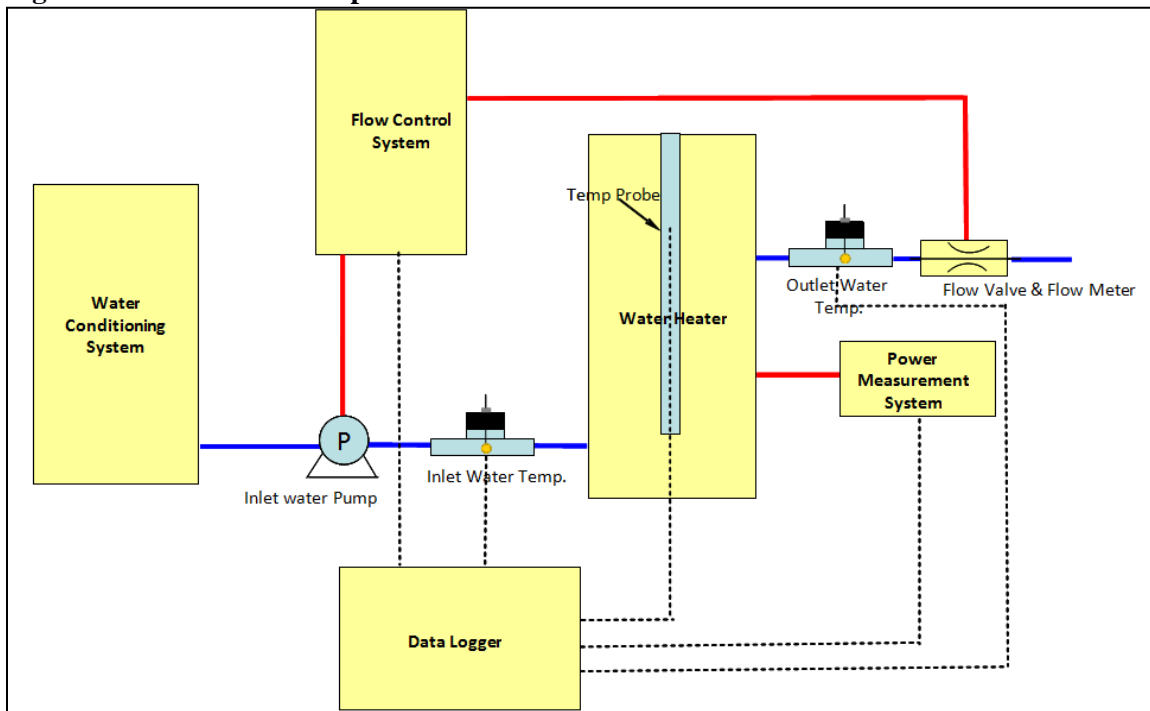 Flow Control
System
Temp Probe
Water
Conditioning
System
Water Heater
Outlet Water
Temp.
Flow Valve & Flow Meter
Power
Measurement
System
P
Inlet water Pump
Inlet Water Temp.
Data Logger